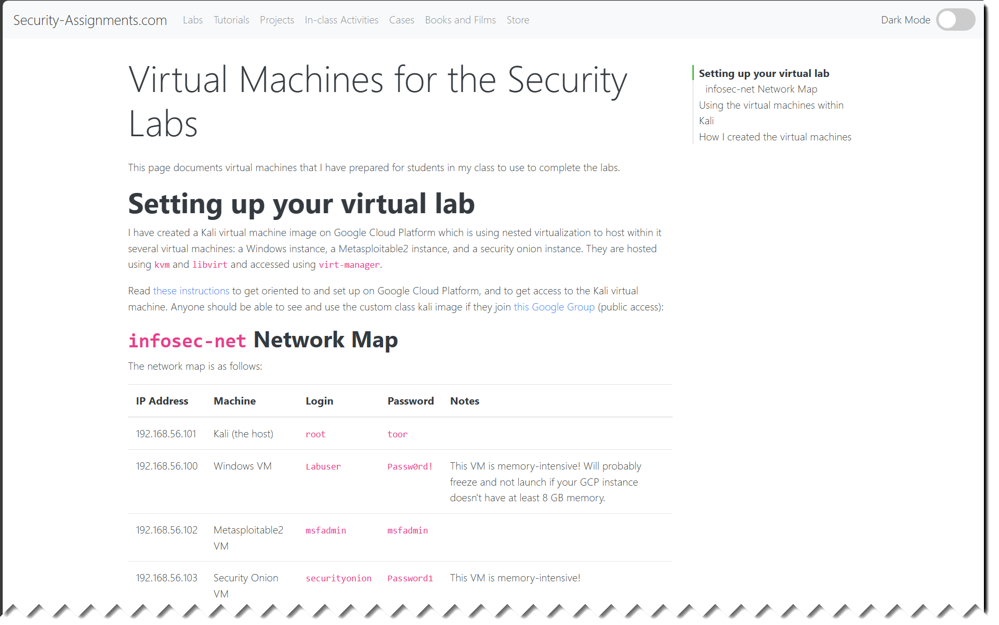 Security-Assignments.com Labs Tutorials Projects In-class Activities Cases Books and Films Store Dark Mode
Virtual Machines for the Security
Labs
Setting up your virtual lab
infosec-net Network Map
Using the virtual machines within
Kali
How I created the virtual machines
This page documents virtual machines that I have prepared for students in my class to use to complete the labs.
Setting up your virtual lab
I have created a Kali virtual machine image on Google Cloud Platform which is using nested virtualization to host within it
several virtual machines: a Windows instance, a Metasploitable2 instance, and a security onion instance. They are hosted
using kvm and libvirt and accessed using virt-manager.
Read these instructions to get oriented to and set up on Google Cloud Platform, and to get access to the Kali virtual
machine. Anyone should be able to see and use the custom class kali image if they join this Google Group (public access):
infosec-net Network Map
The network map is as follows:
IP Address Machine Login Password Notes
192.168.56.101 Kali (the host) root toor
192.168.56.100 Windows VM Labuser Passw0rd! This VM is memory-intensive! Will probably
freeze and not launch if your GCP instance
doesn't have at least 8 GB memory.
192.168.56.102 Metasploitable2 msfadmin msfadmin
VM
192.168.56.103 Security Onion securityonion Password1 This VM is memory-intensive!
VM